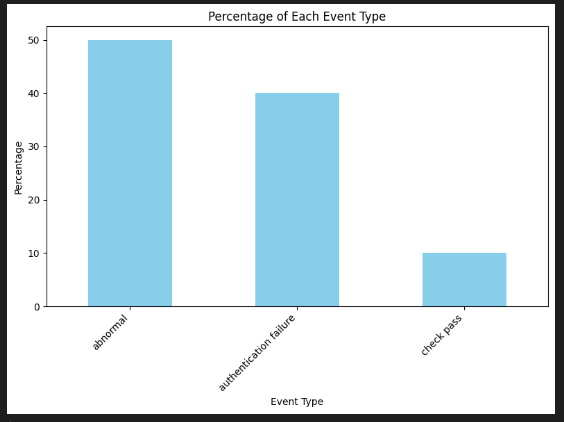 Percentage of Each Event Type
Percentage
50
40
30
20
10
0
abnormal
authentication failure
check pass
Event Type